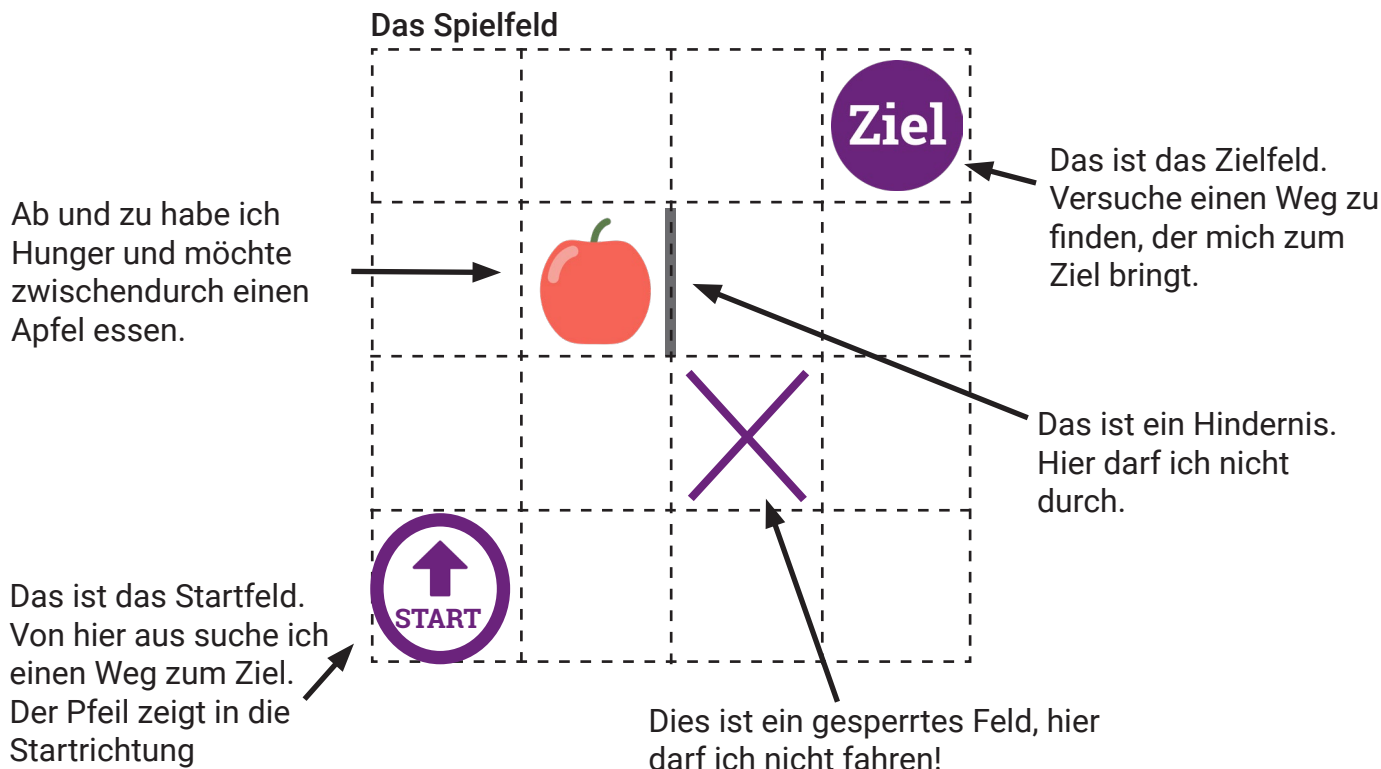 Das Spielfeld
Ziel
Das ist das Zielfeld.
Versuche einen Weg zu
finden, der mich zum
Ziel bringt.
Ab und zu habe ich
Hunger und möchte
zwischendurch einen
Apfel essen.
Das ist ein Hindernis.
Hier darf ich nicht
durch.
START
Das ist das Startfeld.
Von hier aus suche ich
einen Weg zum Ziel.
Der Pfeil zeigt in die
Startrichtung
Dies ist ein gesperrtes Feld, hier
darf ich nicht fahren!